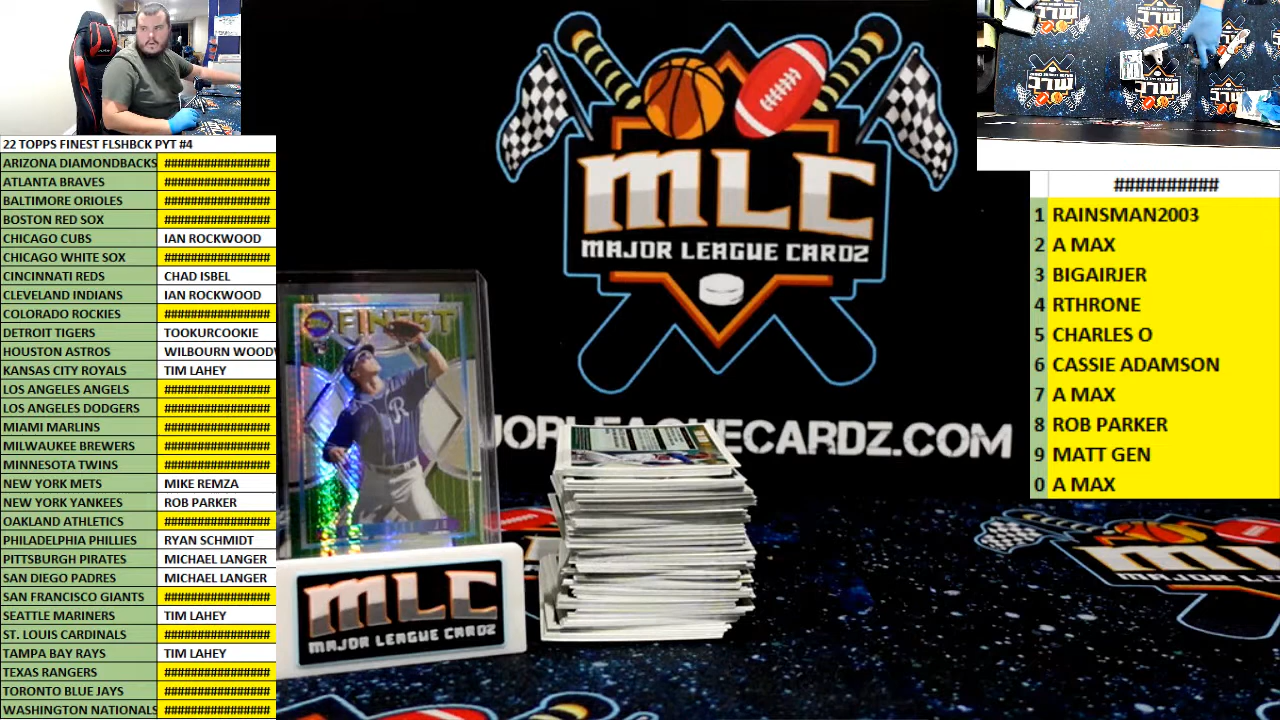 22 TOPPS FINEST FLSHBCK PYT #4
ARIZONA DIAMONDBACKS ################
ATLANTA BRAVES ################
BALTIMORE ORIOLES ################
BOSTON RED SOX ################
CHICAGO CUBS IAN ROCKWOOD
CHICAGO WHITE SOX ################
CINCINNATI REDS CHAD ISBEL
CLEVELAND INDIANS IAN ROCKWOOD
COLORADO ROCKIES ################
DETROIT TIGERS TOOKURCOOKIE
HOUSTON ASTROS WILBOURN WOOD
KANSAS CITY ROYALS TIM LAHEY
LOS ANGELES ANGELS ################
LOS ANGELES DODGERS ################
MIAMI MARLINS ################
MILWAUKEE BREWERS ################
MINNESOTA TWINS ################
NEW YORK METS MIKE REMZA
NEW YORK YANKEES ROB PARKER
OAKLAND ATHLETICS ################
PHILADELPHIA PHILLIES RYAN SCHMIDT
PITTSBURGH PIRATES MICHAEL LANGER
SAN DIEGO PADRES MICHAEL LANGER
SAN FRANCISCO GIANTS ################
SEATTLE MARINERS TIM LAHEY
ST. LOUIS CARDINALS ################
TAMPA BAY RAYS TIM LAHEY
TEXAS RANGERS ################
TORONTO BLUE JAYS ################
WASHINGTON NATIONALS ################
MLC
MAJOR LEAGUE CARDZ
JORLEAGUECARDZ.COM
FINEST
MLC
MAJOR LEAGUE CARDZ
MLC
##########
1 RAINSMAN2003
2 A MAX
3 BIGAIRJER
4 RTHRONE
5 CHARLES O
6 CASSIE ADAMSON
7 A MAX
8 ROB PARKER
9 MATT GEN
0 A MAX